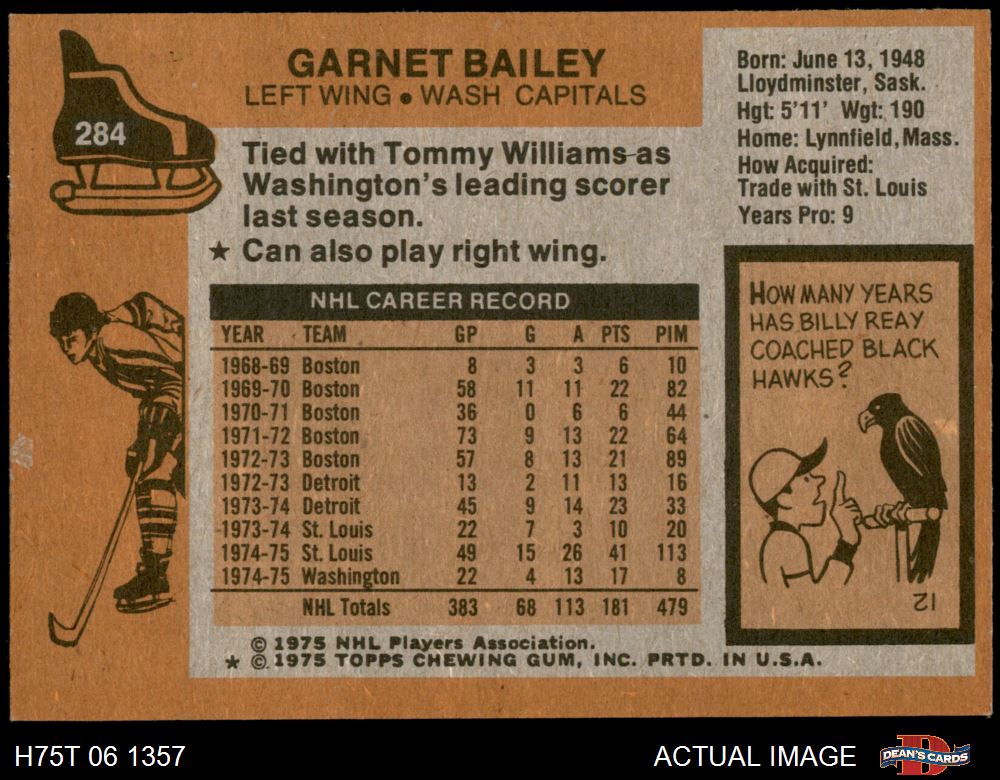 GARNET BAILEY
LEFT WING • WASH CAPITALS
284
Tied with Tommy Williams as
Washington's leading scorer
last season.
★ Can also play right wing.
Born: June 13, 1948
Lloydminster, Sask.
Hgt: 5'11' Wgt: 190
Home: Lynnfield, Mass.
How Acquired:
Trade with St. Louis
Years Pro: 9
NHL CAREER RECORD
YEAR TEAM GP G A PTS PIM
1968-69 Boston 8 3 3 6 10
1969-70 Boston 58 11 11 22 82
1970-71 Boston 36 0 6 6 44
1971-72 Boston 73 9 13 22 64
1972-73 Boston 57 8 13 21 89
1972-73 Detroit 13 2 11 13 16
1973-74 Detroit 45 9 14 23 33
1973-74 St. Louis 22 7 3 10 20
1974-75 St. Louis 49 15 26 41 113
1974-75 Washington 22 4 13 17 8
NHL Totals 383 68 113 181 479
HOW MANY YEARS
HAS BILLY REAY
COACHED BLACK
HAWKS?
12
© 1975 NHL Players Association.
★ © 1975 TOPPS CHEWING GUM, INC. PRTD. IN U.S.A.
H75T 06 1357
ACTUAL IMAGE
DEAN'S CARDS